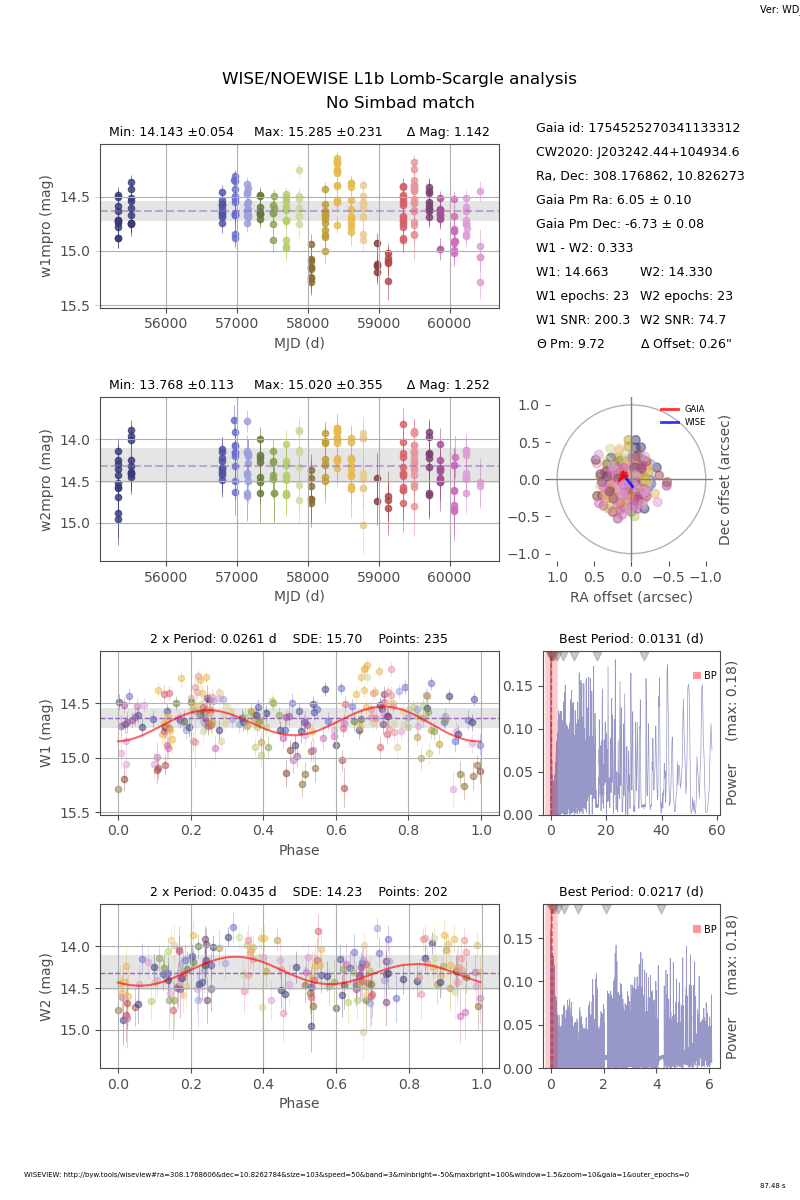 Ver: WD_
WISE/NOEWISE L1b Lomb-Scargle analysis
No Simbad match
Min: 14.143 ±0.054 Max: 15.285 ±0.231 Δ Mag: 1.142
14.5
15.0
15.5
w1mpro (mag)
56000 57000 58000 59000 60000
MJD (d)
Gaia id: 1754525270341133312
CW2020: J203242.44+104934.6
Ra, Dec: 308.176862, 10.826273
Gaia Pm Ra: 6.05 ± 0.10
Gaia Pm Dec: -6.73 ± 0.08
W1 - W2: 0.333
W1: 14.663 W2: 14.330
W1 epochs: 23 W2 epochs: 23
W1 SNR: 200.3 W2 SNR: 74.7
Θ Pm: 9.72 Δ Offset: 0.26"
Min: 13.768 ±0.113 Max: 15.020 ±0.355 Δ Mag: 1.252
14.0
14.5
15.0
w2mpro (mag)
56000 57000 58000 59000 60000
MJD (d)
GAIA
WISE
1.0
0.5
0.0
−0.5
−1.0
Dec offset (arcsec)
1.0 0.5 0.0 −0.5 −1.0
RA offset (arcsec)
2 x Period: 0.0261 d SDE: 15.70 Points: 235
14.5
15.0
15.5
W1 (mag)
0.0 0.2 0.4 0.6 0.8 1.0
Phase
Best Period: 0.0131 (d)
BP
0.15
0.10
0.05
0.00
Power (max: 0.18)
0 20 40 60
2 x Period: 0.0435 d SDE: 14.23 Points: 202
14.0
14.5
15.0
W2 (mag)
0.0 0.2 0.4 0.6 0.8 1.0
Phase
Best Period: 0.0217 (d)
BP
0.15
0.10
0.05
0.00
Power (max: 0.18)
0 2 4 6
WISEVIEW: http://byw.tools/wiseview#ra=308.1768606&dec=10.8262784&size=103&speed=50&band=3&minbright=-50&maxbright=100&window=1.5&zoom=10&gaia=1&outer_epochs=0
87.48 s